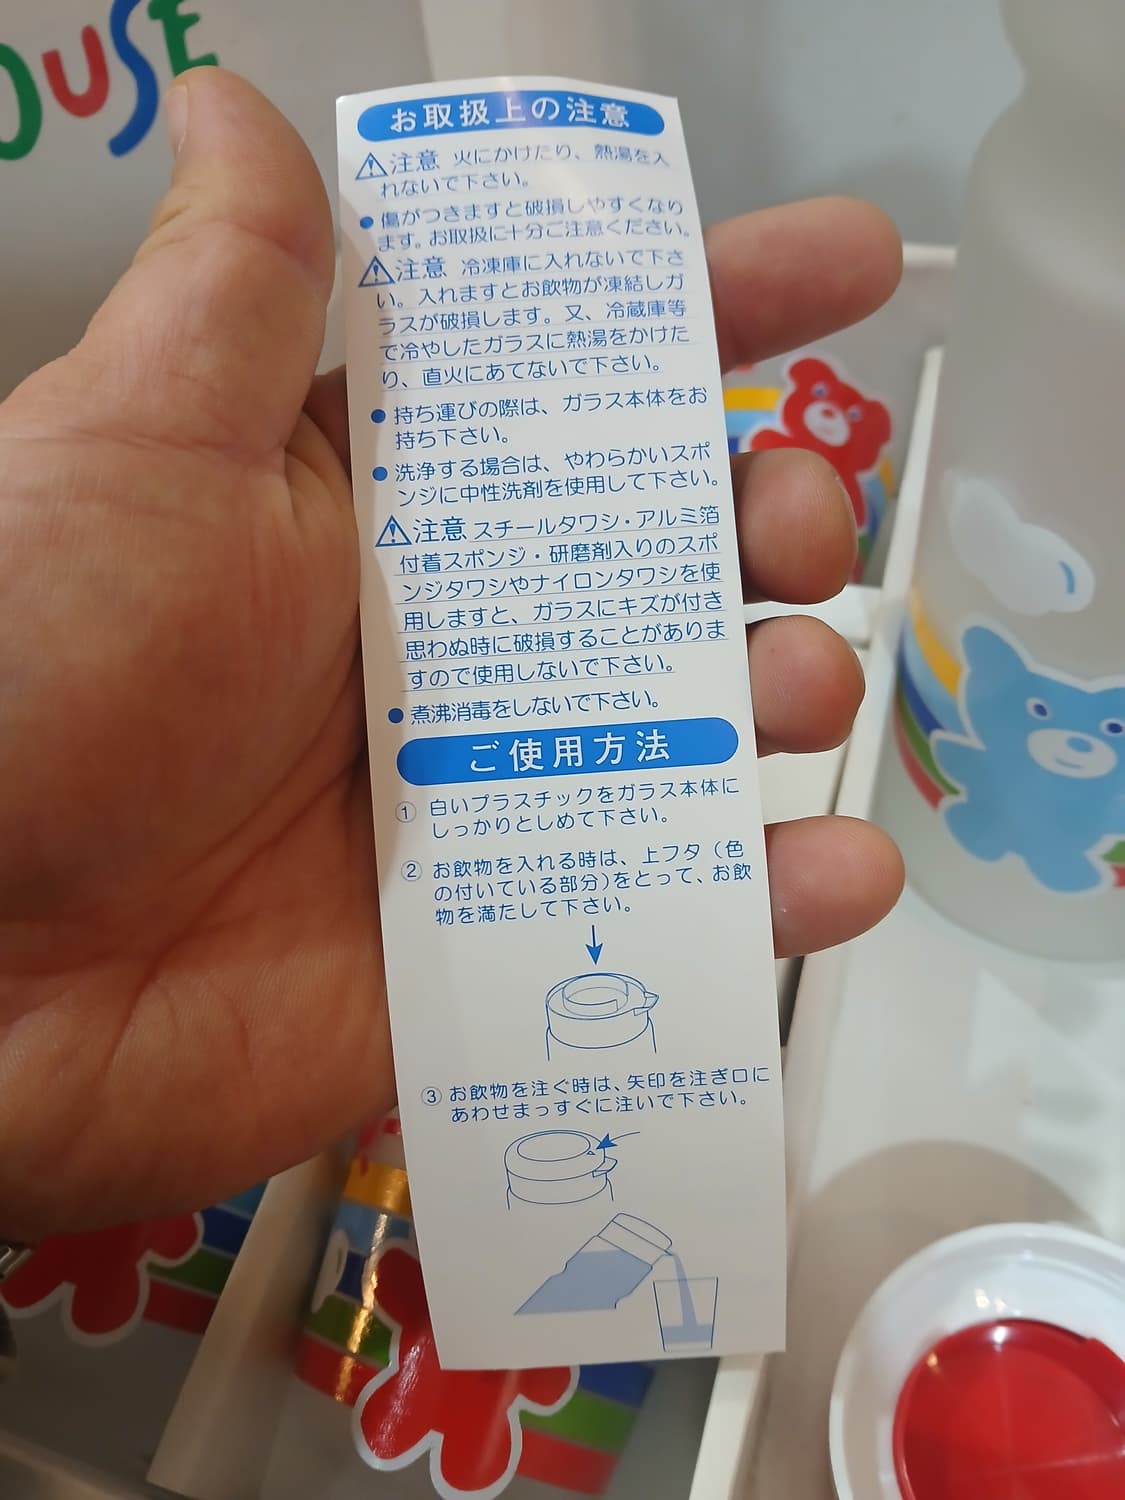 OUSE
お取扱上の注意
⚠注意 火にかけたり、熱湯を入
れないで下さい。
●傷がつきますと破損しやすくなり
ます。お取扱に十分ご注意ください。
⚠注意 冷凍庫に入れないで下さ
い。入れますとお飲物が凍結しガ
ラスが破損します。又、冷蔵庫等
で冷やしたガラスに熱湯をかけた
り、直火にあてないで下さい。
●持ち運びの際は、ガラス本体をお
持ち下さい。
●洗浄する場合は、やわらかいスポ
ンジに中性洗剤を使用して下さい。
⚠注意 スチールタワシ・アルミ箔
付着スポンジ・研磨剤入りのスポ
ンジタワシやナイロンタワシを使
用しますと、ガラスにキズが付き
思わぬ時に破損することがありま
すので使用しないで下さい。
●煮沸消毒をしないで下さい。
ご使用方法
① 白いプラスチックをガラス本体に
しっかりとしめて下さい。
② お飲物を入れる時は、上フタ（色
の付いている部分）をとって、お飲
物を満たして下さい。
③ お飲物を注ぐ時は、矢印を注ぎ口に
あわせまっすぐに注いで下さい。